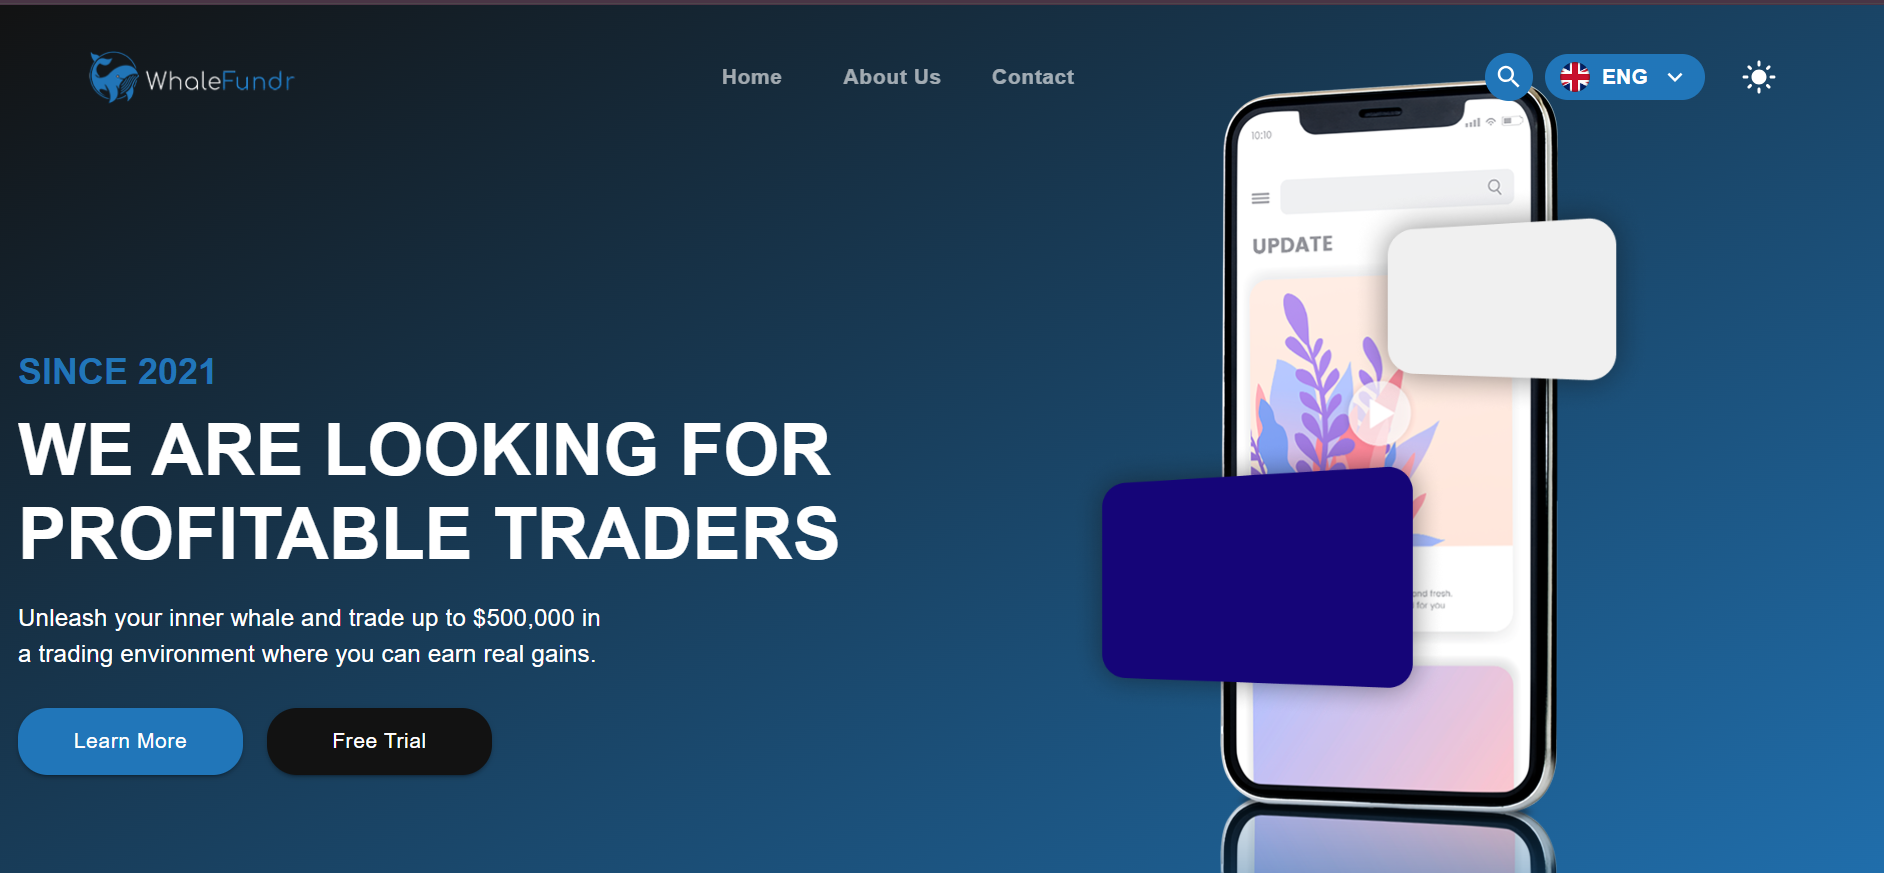 WhaleFundr
Home
About Us
Contact
ENG
10:10
UPDATE
SINCE 2021
WE ARE LOOKING FOR
PROFITABLE TRADERS
Unleash your inner whale and trade up to $500,000 in
a trading environment where you can earn real gains.
and fresh.
for you
Learn More
Free Trial